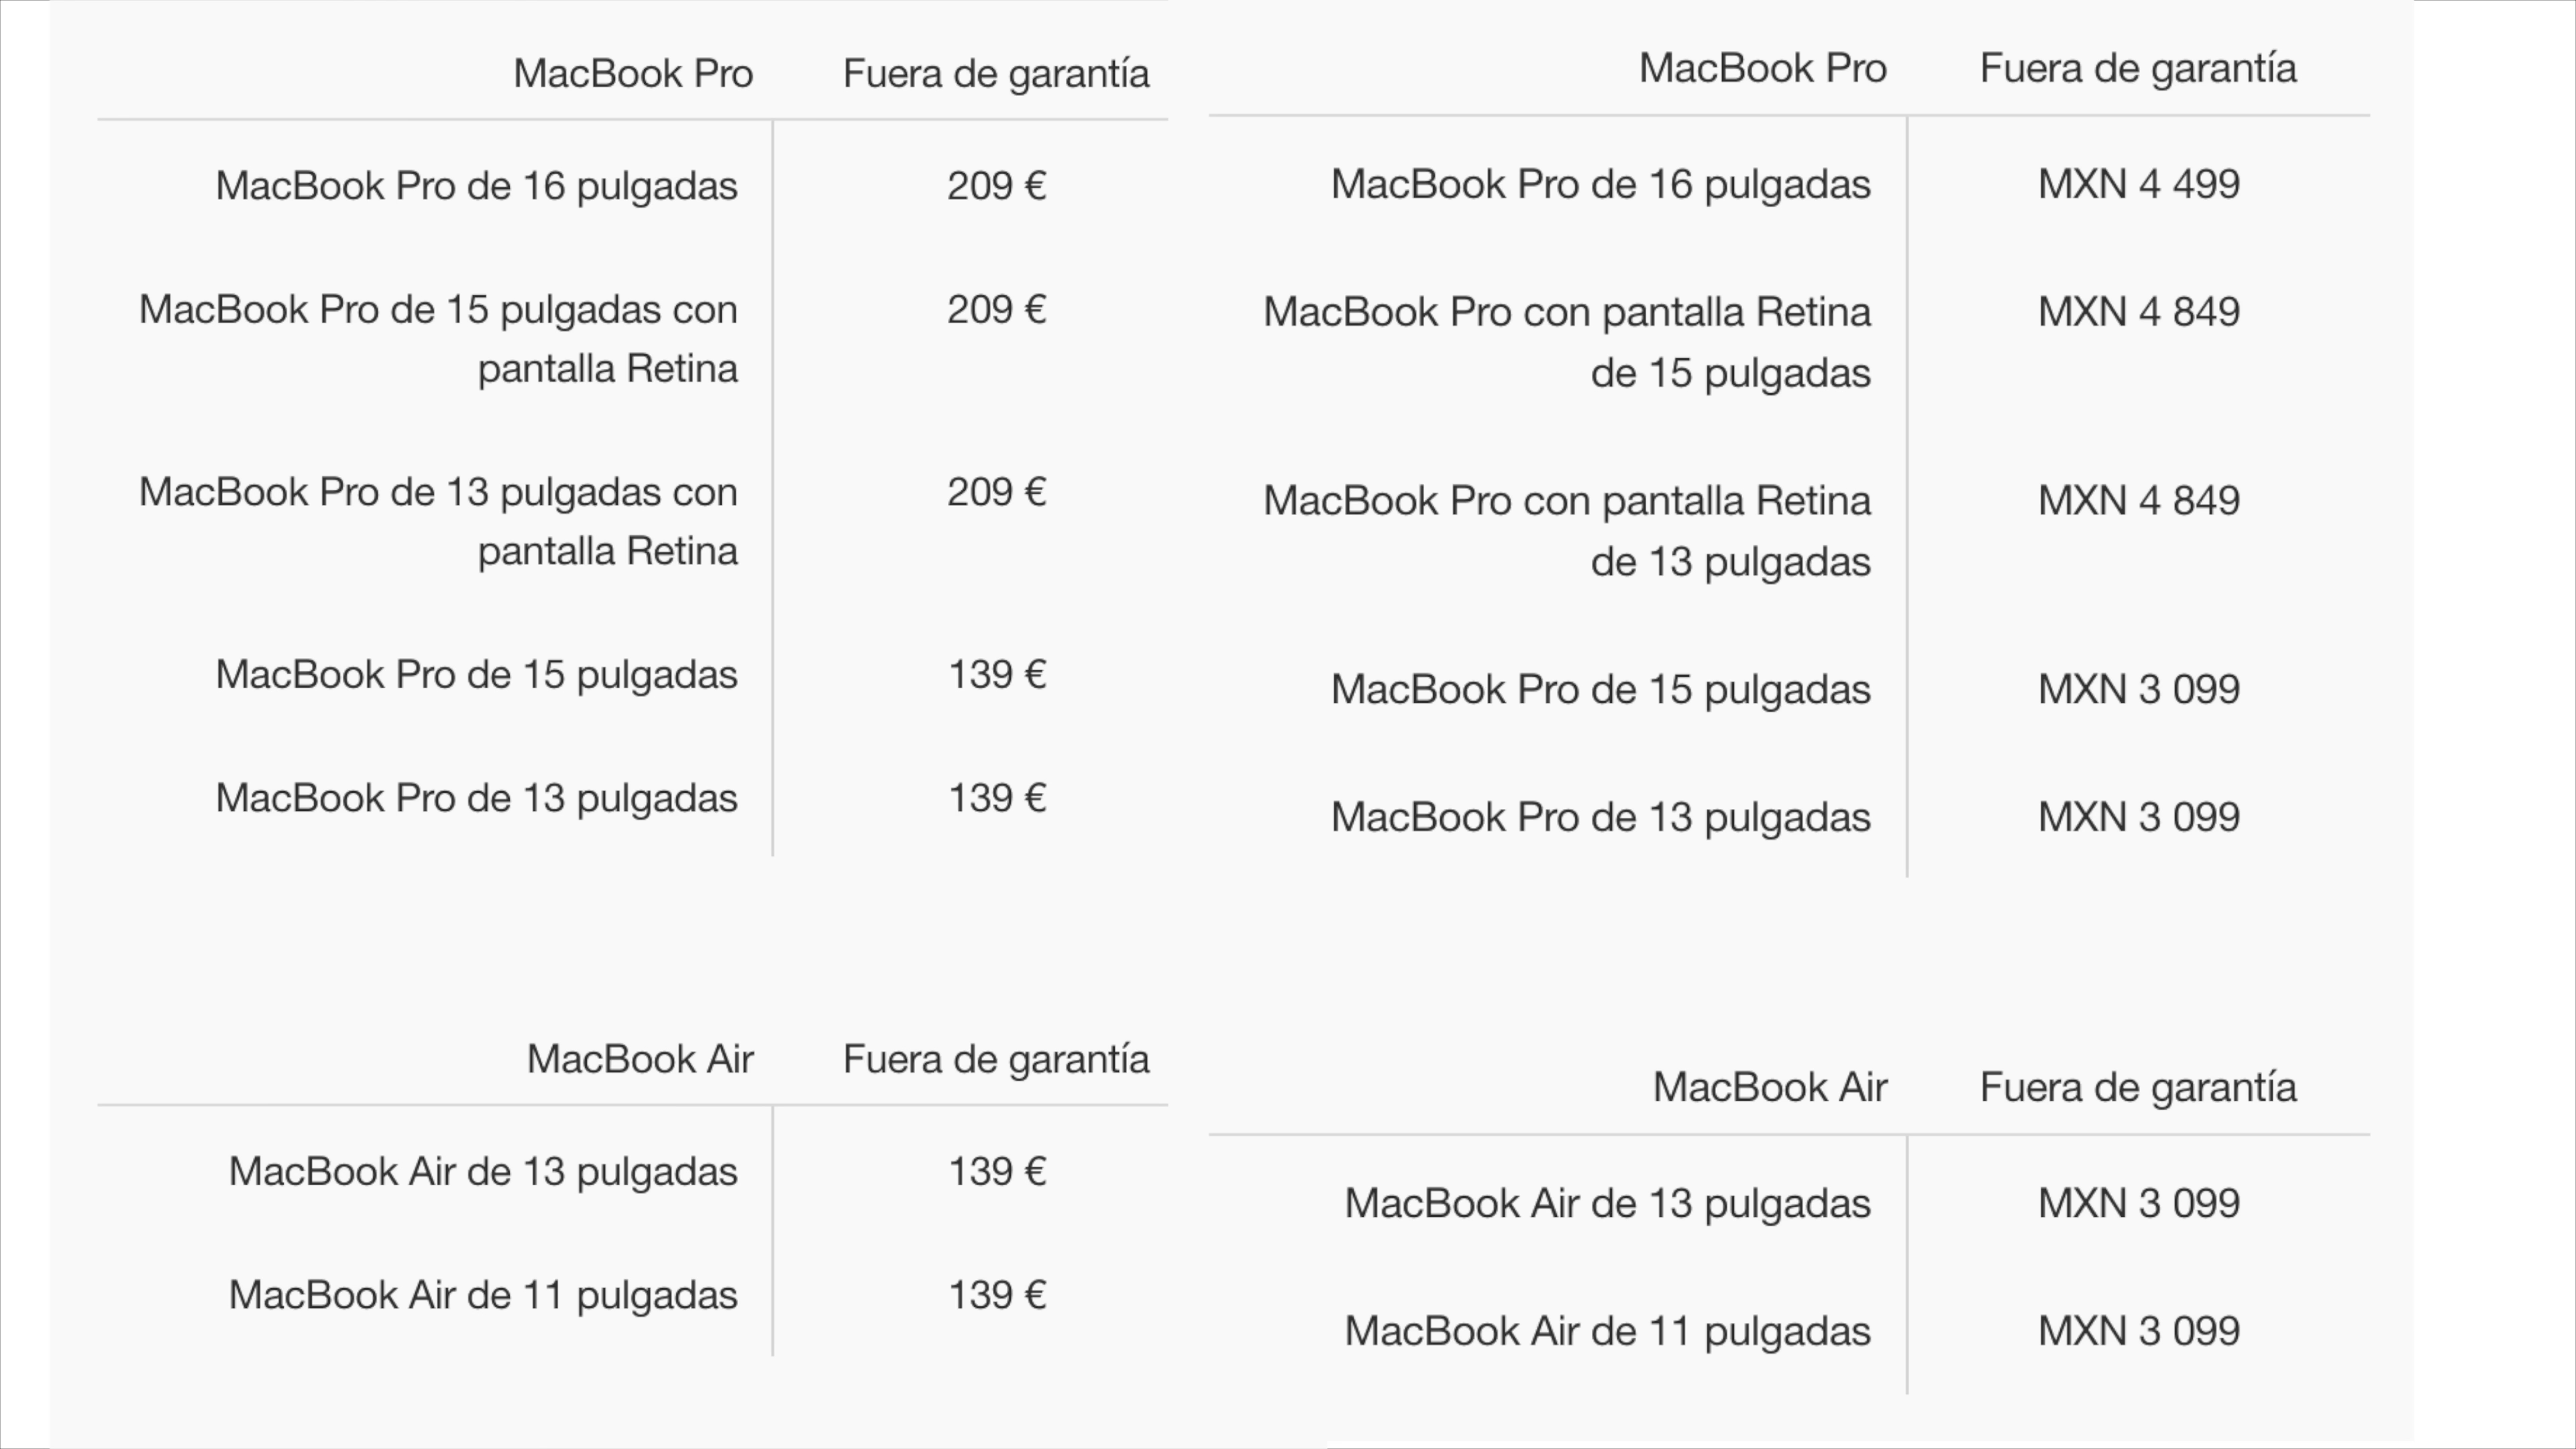 MacBook Pro Fuera de garantía
MacBook Pro de 16 pulgadas 209 €
MacBook Pro de 15 pulgadas con 209 €
pantalla Retina
MacBook Pro de 13 pulgadas con 209 €
pantalla Retina
MacBook Pro de 15 pulgadas 139 €
MacBook Pro de 13 pulgadas 139 €
MacBook Air Fuera de garantía
MacBook Air de 13 pulgadas 139 €
MacBook Air de 11 pulgadas 139 €
MacBook Pro Fuera de garantía
MacBook Pro de 16 pulgadas MXN 4 499
MacBook Pro con pantalla Retina MXN 4 849
de 15 pulgadas
MacBook Pro con pantalla Retina MXN 4 849
de 13 pulgadas
MacBook Pro de 15 pulgadas MXN 3 099
MacBook Pro de 13 pulgadas MXN 3 099
MacBook Air Fuera de garantía
MacBook Air de 13 pulgadas MXN 3 099
MacBook Air de 11 pulgadas MXN 3 099